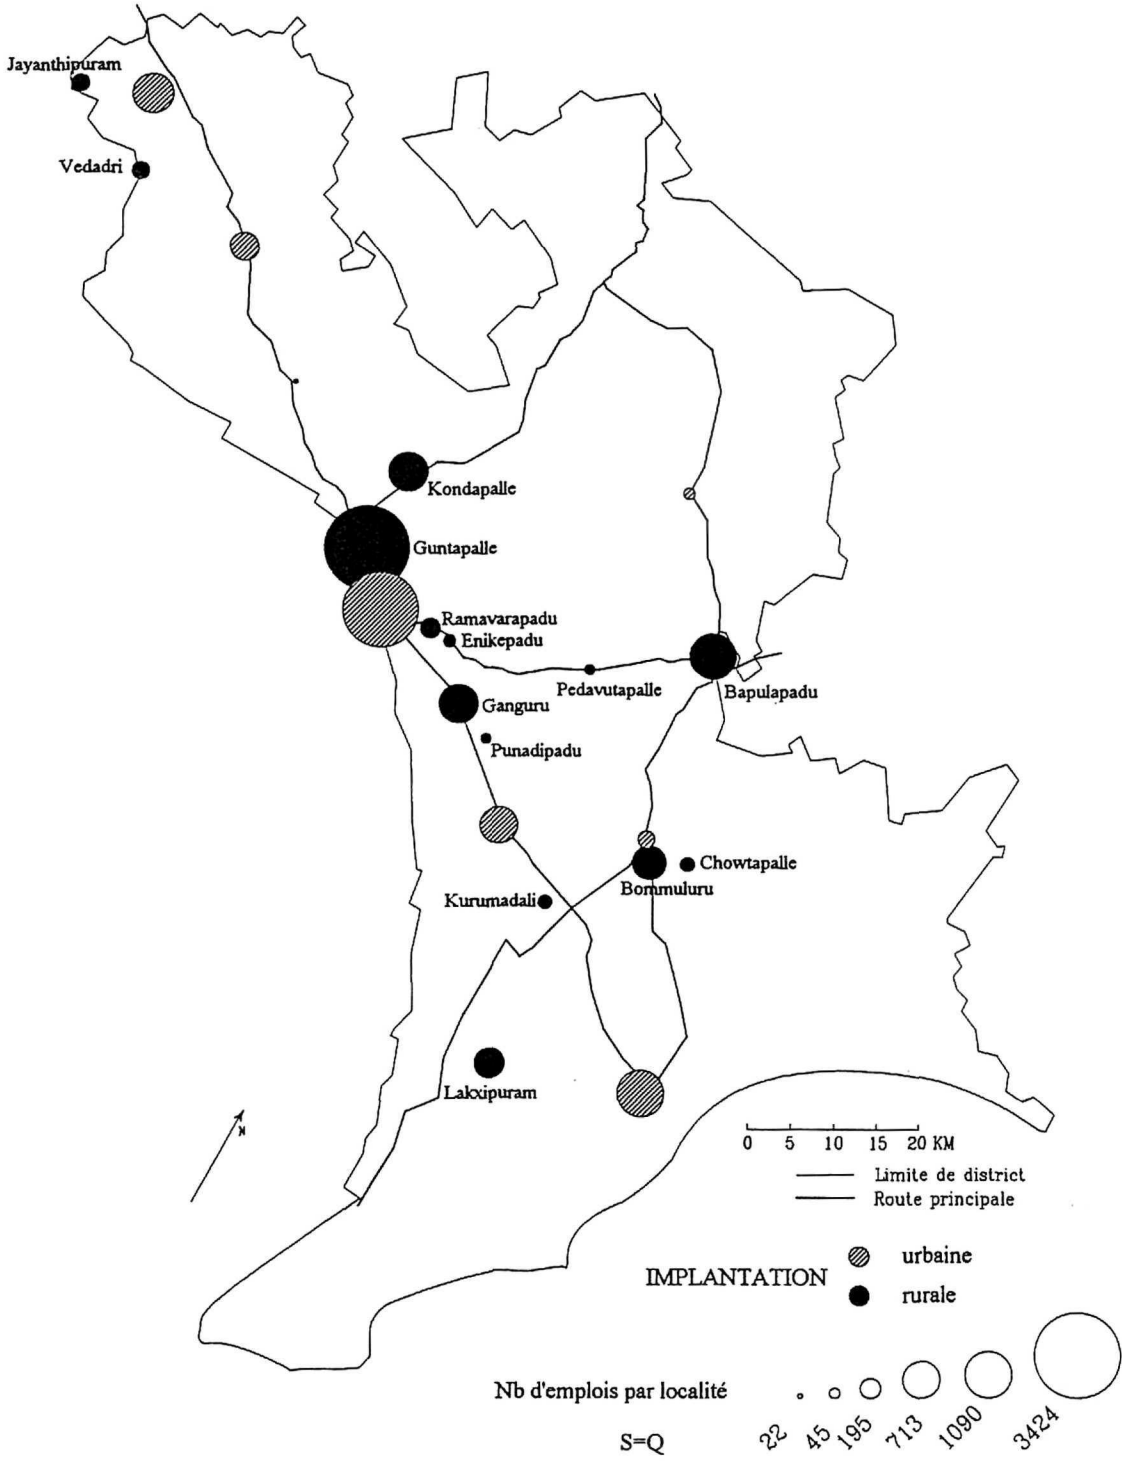 Jayanthipuram
Vedadri
Kondapalle
Guntapalle
Ramavarapadu
Enikepadu
Pedavutapalle
Bapulapadu
Ganguru
Punadipadu
Chowtapalle
Bommuluru
Kurumadali
Lakxipuram
N
0 5 10 15 20 KM
Limite de district
Route principale
IMPLANTATION
urbaine
rurale
Nb d'emplois par localité
22 45 195 713 1090 3424
S=Q